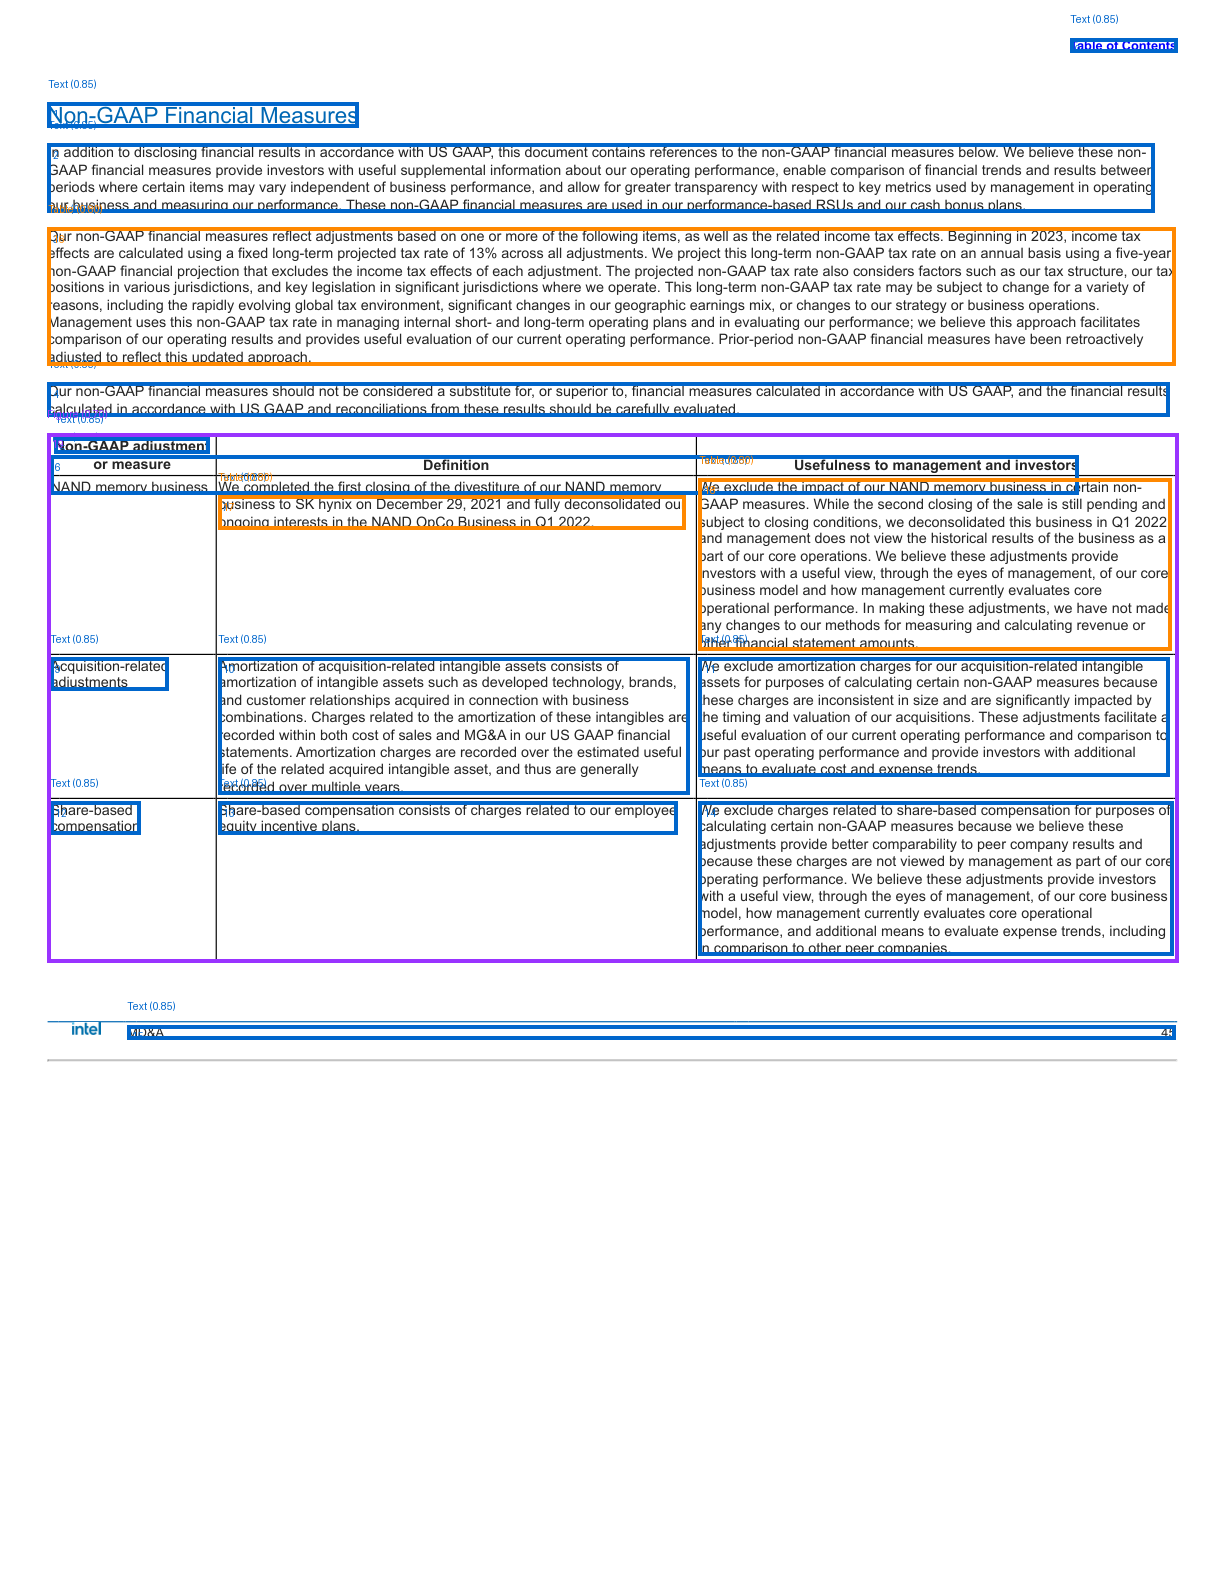 Text (0.85)
Table of Contents
Text (0.85)
Non-GAAP Financial Measures
Text (0.85)
In addition to disclosing financial results in accordance with US GAAP, this document contains references to the non-GAAP financial measures below. We believe these non-
GAAP financial measures provide investors with useful supplemental information about our operating performance, enable comparison of financial trends and results between
periods where certain items may vary independent of business performance, and allow for greater transparency with respect to key metrics used by management in operating
our business and measuring our performance. These non-GAAP financial measures are used in our performance-based RSUs and our cash bonus plans.
Our non-GAAP financial measures reflect adjustments based on one or more of the following items, as well as the related income tax effects. Beginning in 2023, income tax
effects are calculated using a fixed long-term projected tax rate of 13% across all adjustments. We project this long-term non-GAAP tax rate on an annual basis using a five-year
non-GAAP financial projection that excludes the income tax effects of each adjustment. The projected non-GAAP tax rate also considers factors such as our tax structure, our tax
positions in various jurisdictions, and key legislation in significant jurisdictions where we operate. This long-term non-GAAP tax rate may be subject to change for a variety of
reasons, including the rapidly evolving global tax environment, significant changes in our geographic earnings mix, or changes to our strategy or business operations.
Management uses this non-GAAP tax rate in managing internal short- and long-term operating plans and in evaluating our performance; we believe this approach facilitates
comparison of our operating results and provides useful evaluation of our current operating performance. Prior-period non-GAAP financial measures have been retroactively
adjusted to reflect this updated approach.
Text (0.85)
Our non-GAAP financial measures should not be considered a substitute for, or superior to, financial measures calculated in accordance with US GAAP, and the financial results
calculated in accordance with US GAAP and reconciliations from these results should be carefully evaluated.
Text (0.85)
Non-GAAP adjustment
or measure
Definition
Usefulness to management and investors
6
NAND memory business
We completed the first closing of the divestiture of our NAND memory
business to SK hynix on December 29, 2021 and fully deconsolidated our
ongoing interests in the NAND OpCo Business in Q1 2022.
We exclude the impact of our NAND memory business in certain non-
GAAP measures. While the second closing of the sale is still pending and
subject to closing conditions, we deconsolidated this business in Q1 2022
and management does not view the historical results of the business as a
part of our core operations. We believe these adjustments provide
investors with a useful view, through the eyes of management, of our core
business model and how management currently evaluates core
operational performance. In making these adjustments, we have not made
any changes to our methods for measuring and calculating revenue or
other financial statement amounts.
Text (0.85)
Acquisition-related
adjustments
Text (0.85)
Amortization of acquisition-related intangible assets consists of
amortization of intangible assets such as developed technology, brands,
and customer relationships acquired in connection with business
combinations. Charges related to the amortization of these intangibles are
recorded within both cost of sales and MG&A in our US GAAP financial
statements. Amortization charges are recorded over the estimated useful
life of the related acquired intangible asset, and thus are generally
recorded over multiple years.
Text (0.85)
We exclude amortization charges for our acquisition-related intangible
assets for purposes of calculating certain non-GAAP measures because
these charges are inconsistent in size and are significantly impacted by
the timing and valuation of our acquisitions. These adjustments facilitate a
useful evaluation of our current operating performance and comparison to
our past operating performance and provide investors with additional
means to evaluate cost and expense trends.
Text (0.85)
Share-based
compensation
Text (0.85)
Share-based compensation consists of charges related to our employee
equity incentive plans.
Text (0.85)
We exclude charges related to share-based compensation for purposes of
calculating certain non-GAAP measures because we believe these
adjustments provide better comparability to peer company results and
because these charges are not viewed by management as part of our core
operating performance. We believe these adjustments provide investors
with a useful view, through the eyes of management, of our core business
model, how management currently evaluates core operational
performance, and additional means to evaluate expense trends, including
in comparison to other peer companies.
Text (0.85)
intel
MD&A
45